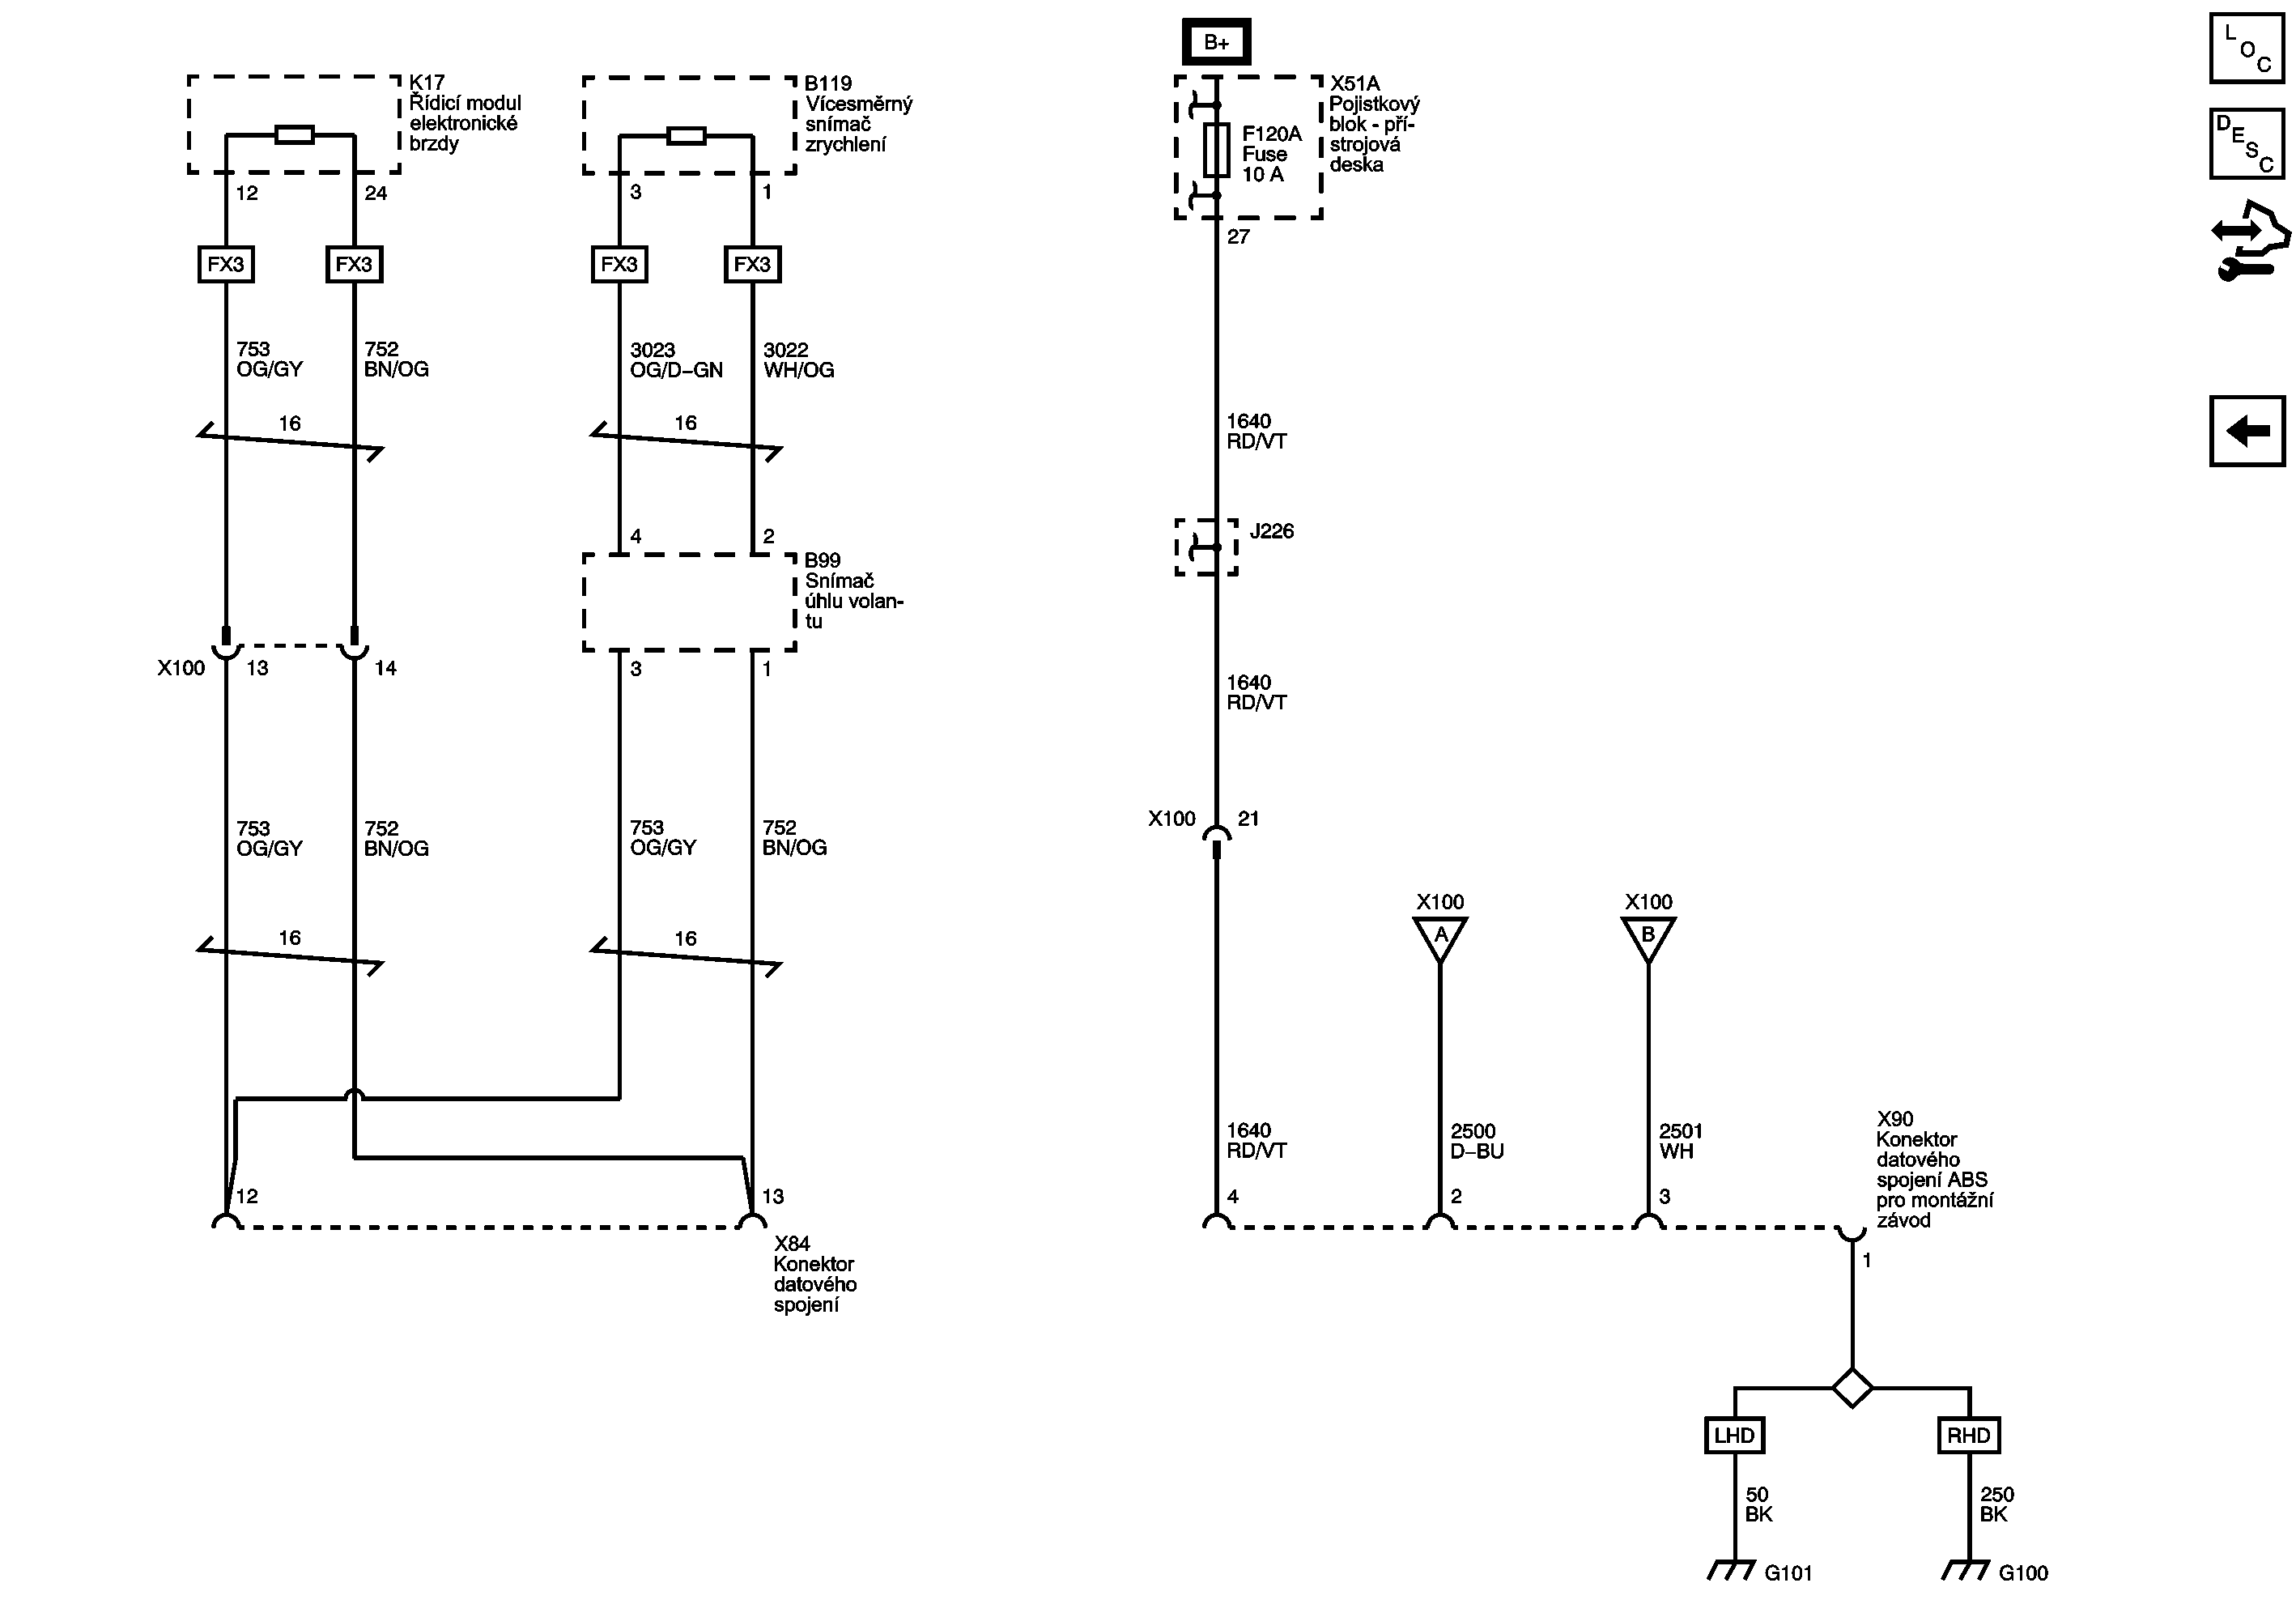 B+
L
O
C
D
E
S
C
K17
Řídicí modul
elektronické
brzdy
12
24
FX3
FX3
753
OG/GY
752
BN/OG
16
X100
13
14
753
OG/GY
752
BN/OG
16
12
B119
Vícesměrný
snímač
zrychlení
3
1
FX3
FX3
3023
OG/D–GN
3022
WH/OG
16
4
2
B99
Snímač
úhlu volan-
tu
3
1
753
OG/GY
752
BN/OG
16
13
X84
Konektor
datového
spojení
X51A
Pojistkový
blok - pří-
strojová
deska
F120A
Fuse
10 A
27
1640
RD/VT
J226
1640
RD/VT
X100
21
1640
RD/VT
4
X100
A
2500
D–BU
2
X100
B
2501
WH
3
X90
Konektor
datového
spojení ABS
pro montážní
závod
1
LHD
RHD
50
BK
250
BK
G101
G100